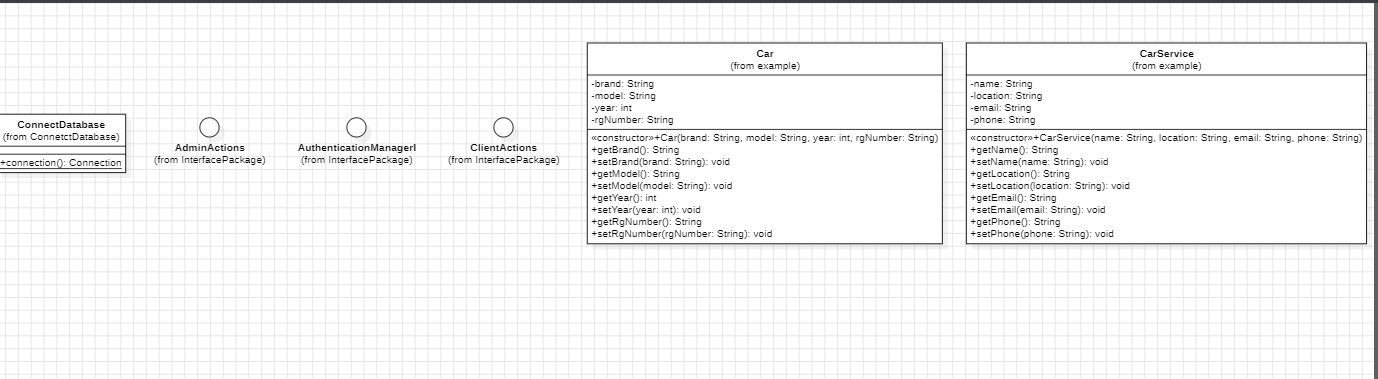 ConnectDatabase
(from ConnetctDatabase)
+connection(): Connection
AdminActions
(from InterfacePackage)
AuthenticationManagerI
(from InterfacePackage)
ClientActions
(from InterfacePackage)
Car
(from example)
-brand: String
-model: String
-year: int
-rgNumber: String
«constructor»+Car(brand: String, model: String, year: int, rgNumber: String)
+getBrand(): String
+setBrand(brand: String): void
+getModel(): String
+setModel(model: String): void
+getYear(): int
+setYear(year: int): void
+getRgNumber(): String
+setRgNumber(rgNumber: String): void
CarService
(from example)
-name: String
-location: String
-email: String
-phone: String
«constructor»+CarService(name: String, location: String, email: String, phone: String)
+getName(): String
+setName(name: String): void
+getLocation(): String
+setLocation(location: String): void
+getEmail(): String
+setEmail(email: String): void
+getPhone(): String
+setPhone(phone: String): void